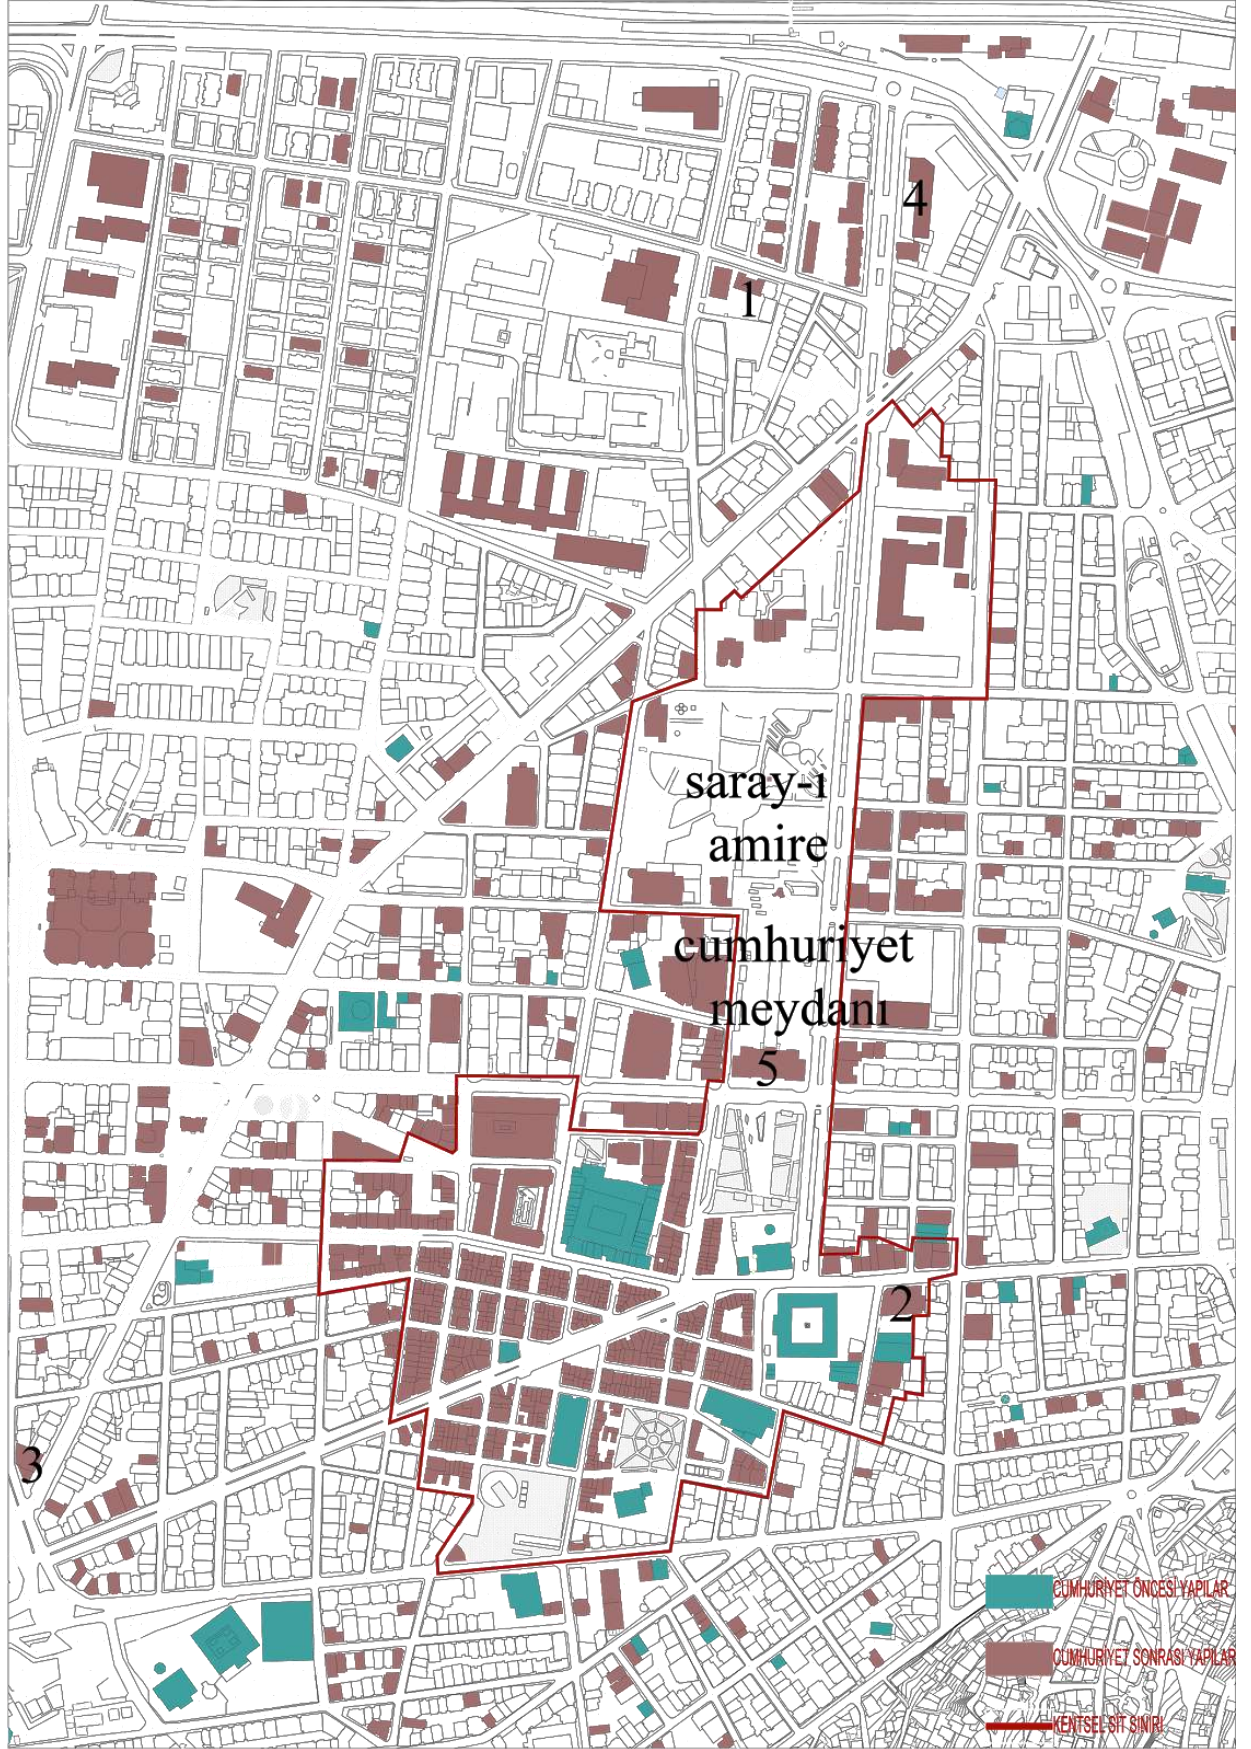 4
1
saray-ı
amire
cumhuriyet
meydanı
5
2
3
CUMHURİYET ÖNCESİ YAPILAR
CUMHURİYET SONRASI YAPILAR
KENTSEL SİT SINIRI